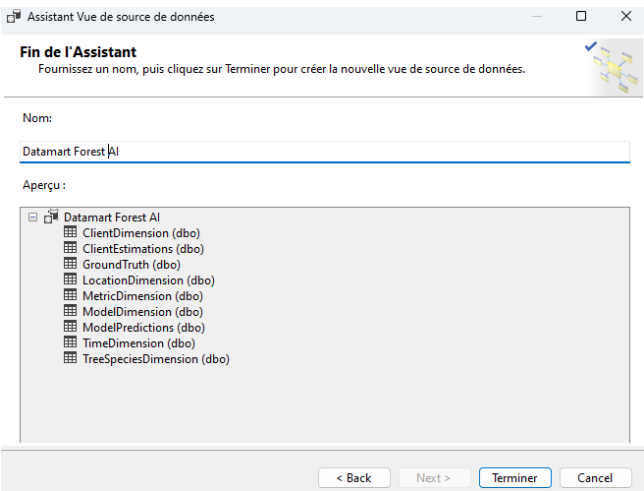 Assistant Vue de source de données
Fin de l'Assistant
Fournissez un nom, puis cliquez sur Terminer pour créer la nouvelle vue de source de données.
Nom:
Datamart Forest AI
Aperçu :
Datamart Forest AI
ClientDimension (dbo)
ClientEstimations (dbo)
GroundTruth (dbo)
LocationDimension (dbo)
MetricDimension (dbo)
ModelDimension (dbo)
ModelPredictions (dbo)
TimeDimension (dbo)
TreeSpeciesDimension (dbo)
< Back Next > Terminer Cancel